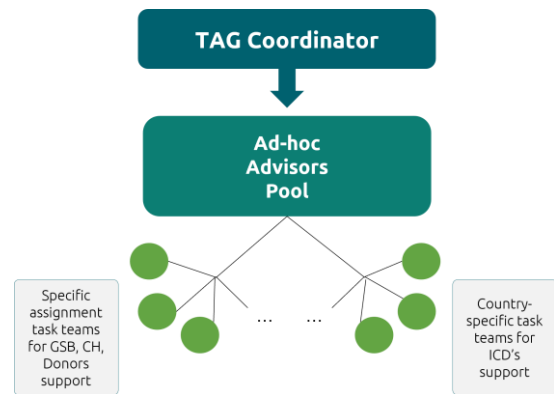 TAG Coordinator
Ad-hoc
Advisors
Pool
Specific
assignment
task teams
for GSB, CH,
Donors
support
... ...
Country-
specific task
teams for
ICD's
support